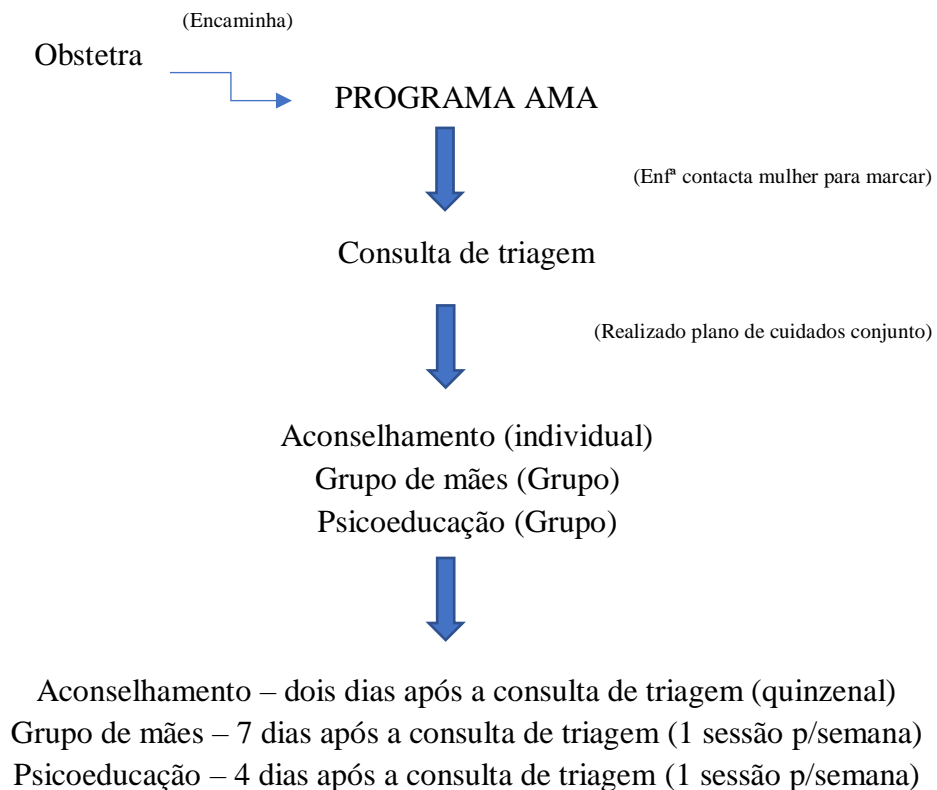 (Encaminha)
Obstetra
PROGRAMA AMA
(Enfª contacta mulher para marcar)
Consulta de triagem
(Realizado plano de cuidados conjunto)
Aconselhamento (individual)
Grupo de mães (Grupo)
Psicoeducação (Grupo)
Aconselhamento – dois dias após a consulta de triagem (quinzenal)
Grupo de mães – 7 dias após a consulta de triagem (1 sessão p/semana)
Psicoeducação – 4 dias após a consulta de triagem (1 sessão p/semana)